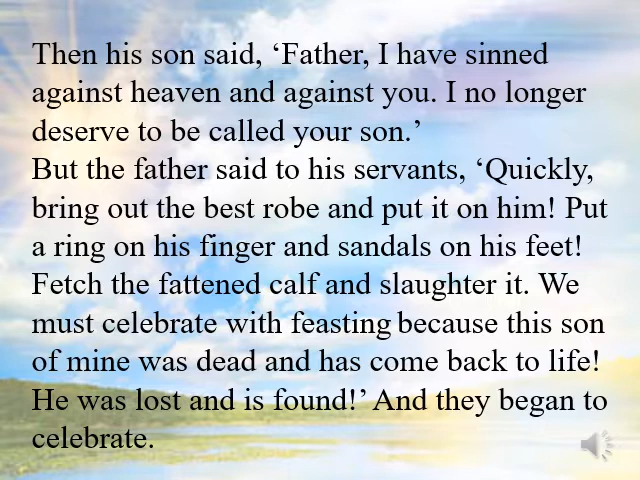 Then his son said, ‘Father, I have sinned
against heaven and against you. I no longer
deserve to be called your son.’
But the father said to his servants, ‘Quickly,
bring out the best robe and put it on him! Put
a ring on his finger and sandals on his feet!
Fetch the fattened calf and slaughter it. We
must celebrate with feasting because this son
of mine was dead and has come back to life!
He was lost and is found!’ And they began to
celebrate.